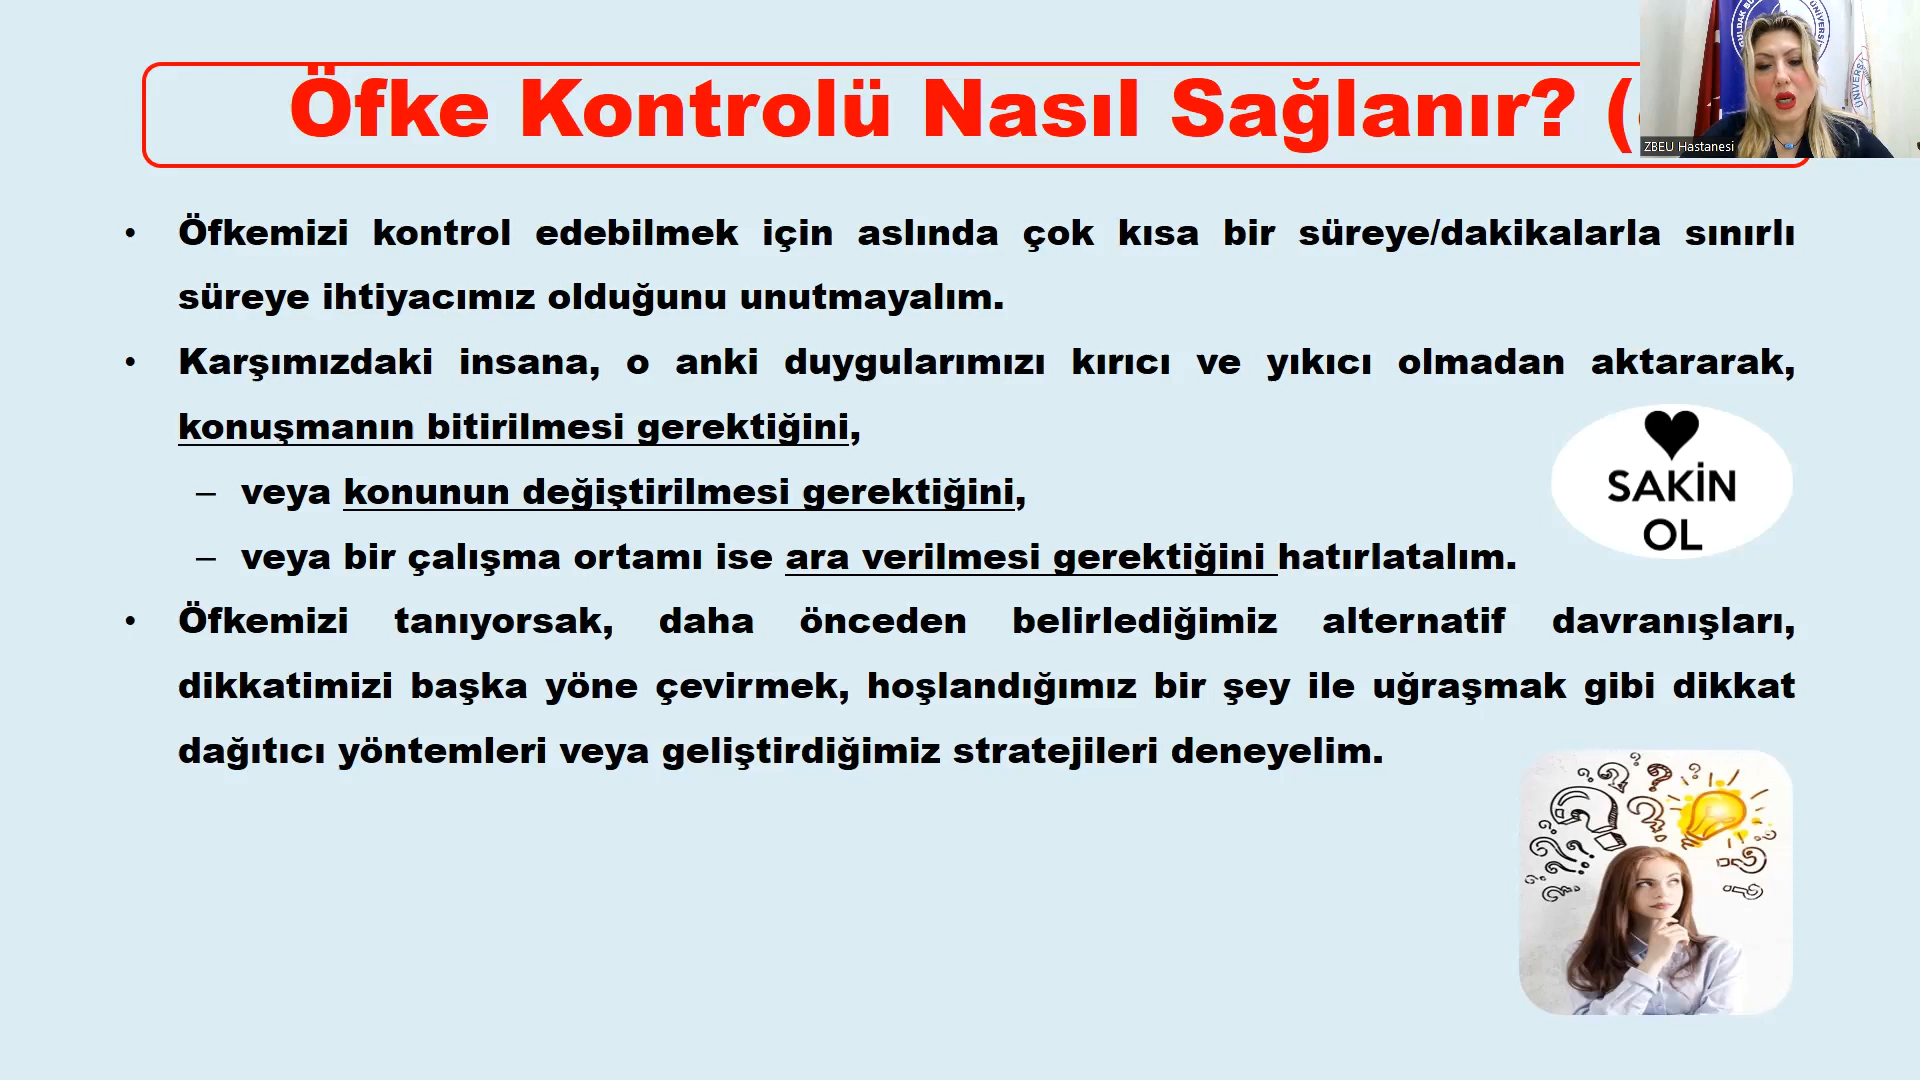 Öfke Kontrolü Nasıl Sağlanır? (
ZBEU Hastanesi
• Öfkemizi kontrol edebilmek için aslında çok kısa bir süreye/dakikalarla sınırlı
süreye ihtiyacımız olduğunu unutmayalım.
• Karşımızdaki insana, o anki duygularımızı kırıcı ve yıkıcı olmadan aktararak,
konuşmanın bitirilmesi gerektiğini,
– veya konunun değiştirilmesi gerektiğini,
– veya bir çalışma ortamı ise ara verilmesi gerektiğini hatırlatalım.
SAKİN
OL
• Öfkemizi tanıyorsak, daha önceden belirlediğimiz alternatif davranışları,
dikkatimizi başka yöne çevirmek, hoşlandığımız bir şey ile uğraşmak gibi dikkat
dağıtıcı yöntemleri veya geliştirdiğimiz stratejileri deneyelim.